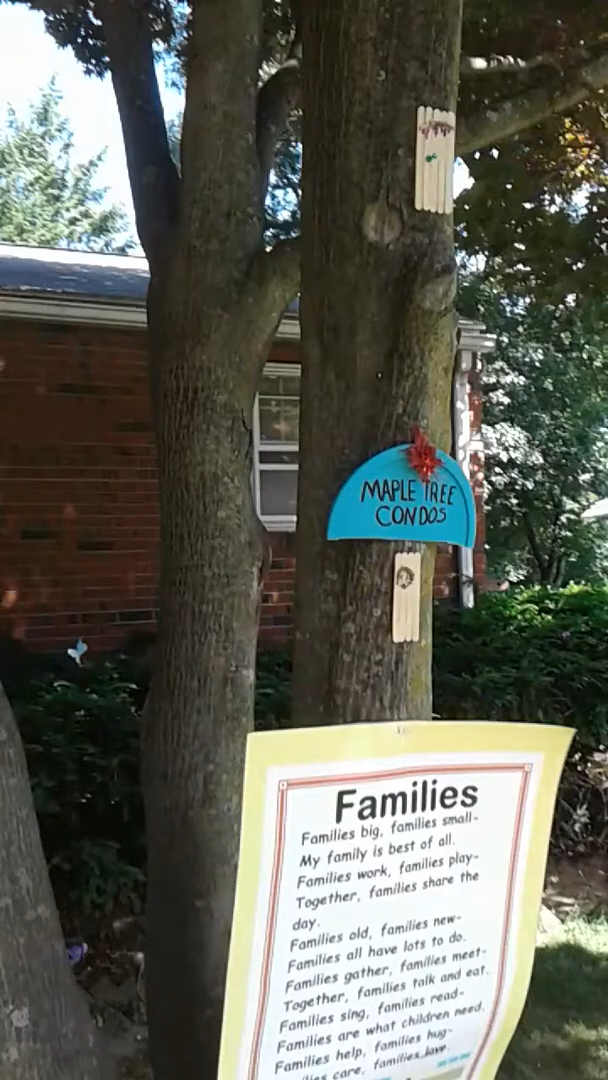 MAPLE TREE
CONDOS
Families
Families big, families small-
My family is best of all.
Families work, families play-
Together, families share the
day.
Families old, families new-
Families all have lots to do.
Families gather, families meet-
Together, families talk and eat.
Families sing, families read-
Families are what children need.
Families help, families hug-
care, families love.